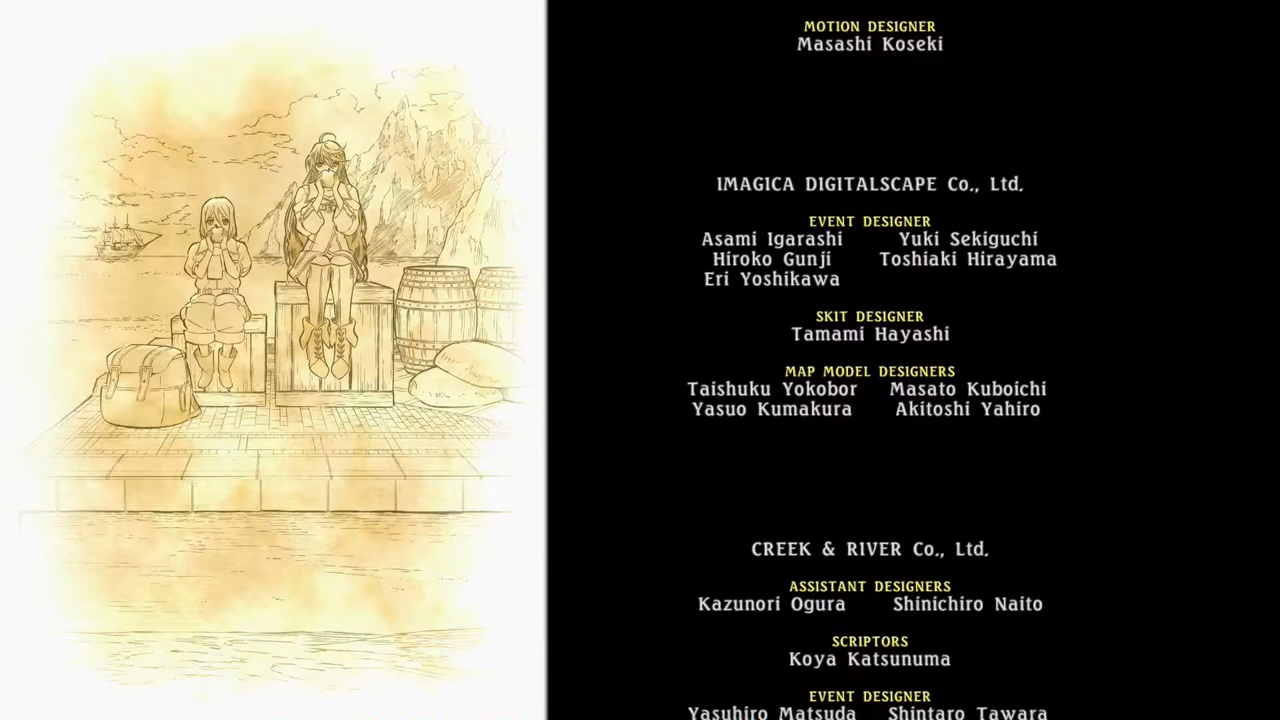 MOTION DESIGNER
Masashi Koseki
IMAGICA DIGITALSCAPE Co., Ltd.
EVENT DESIGNER
Asami Igarashi Yuki Sekiguchi
Hiroko Gunji Toshiaki Hirayama
Eri Yoshikawa
SKIT DESIGNER
Tamami Hayashi
MAP MODEL DESIGNERS
Taishuku Yokobor Masato Kuboichi
Yasuo Kumakura Akitoshi Yahiro
CREEK & RIVER Co., Ltd.
ASSISTANT DESIGNERS
Kazunori Ogura Shinichiro Naito
SCRIPTORS
Koya Katsunuma
EVENT DESIGNER
Yasuhiro Matsuda Shintaro Tawara